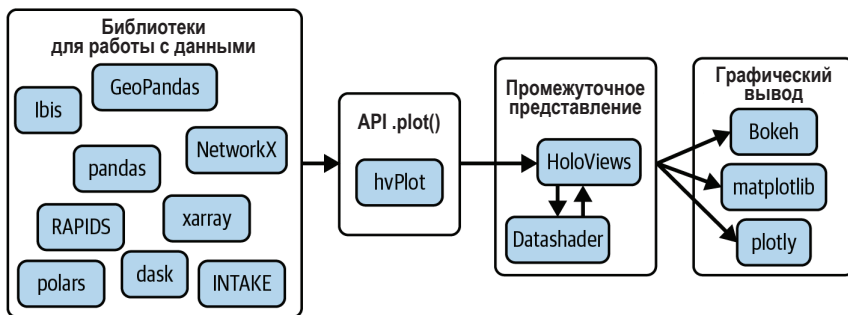 Библиотеки
для работы с данными
GeoPandas
Ibis
NetworkX
pandas
xarray
RAPIDS
dask
polars
INTAKE
API .plot()
hvPlot
Промежуточное
представление
HoloViews
Datashader
Графический
вывод
Bokeh
matplotlib
plotly